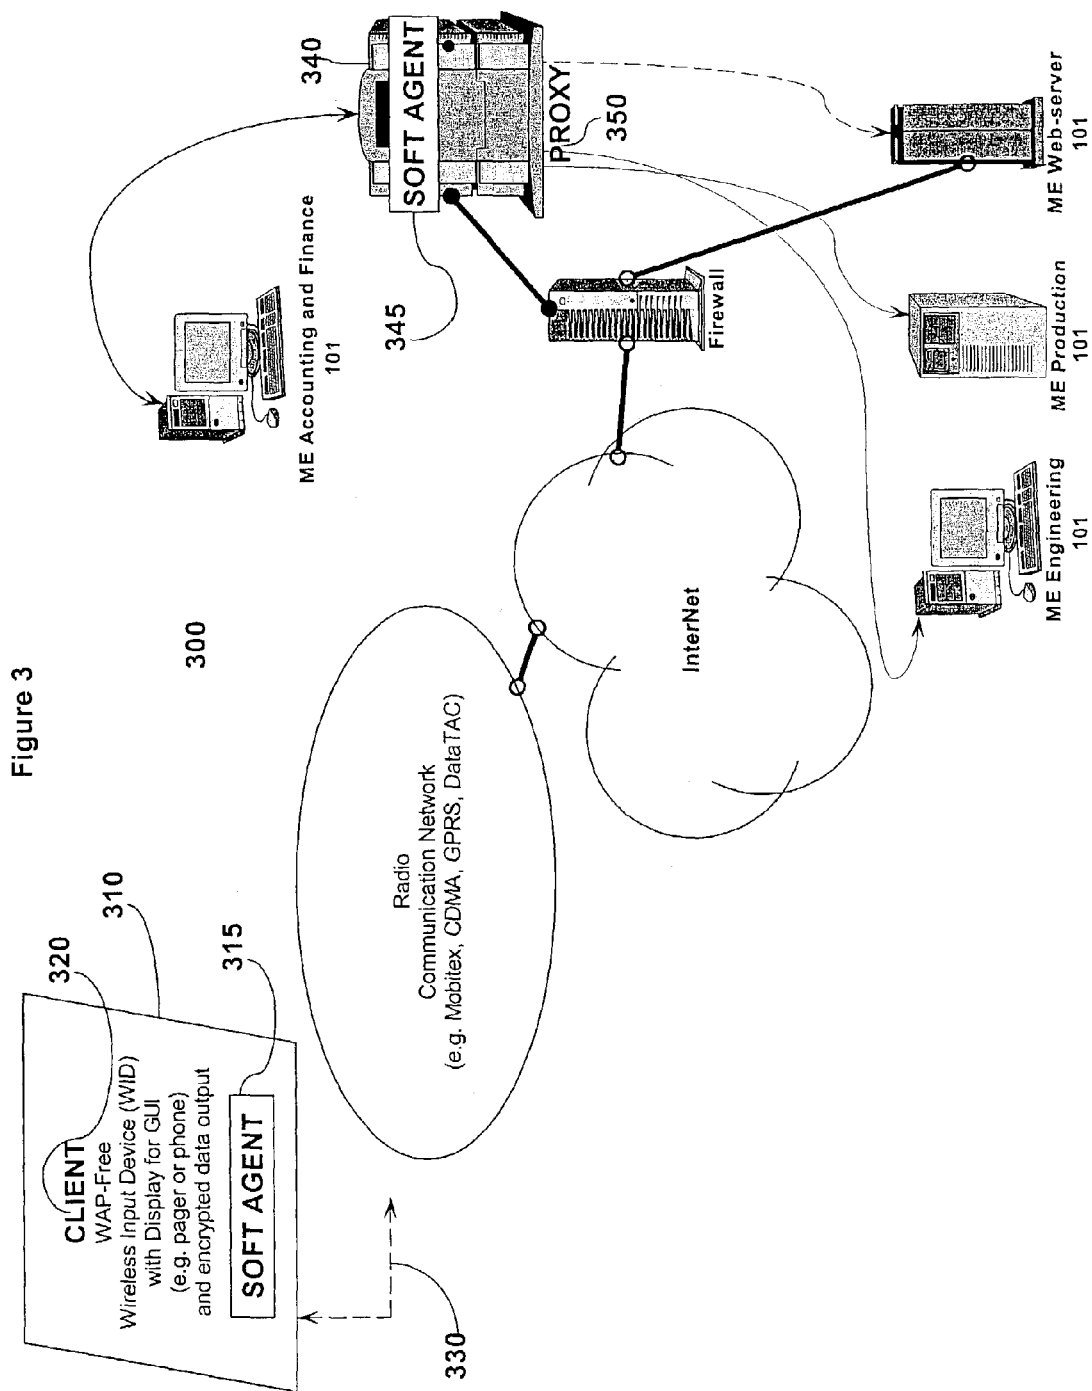 Figure 3
300
320
310
CLIENT
WAP-Free
Wireless Input Device (WID)
with Display for GUI
(e.g. pager or phone)
and encrypted data output
SOFT AGENT
315
330
Radio
Communication Network
(e.g. Mobitex, CDMA, GPRS, DataTAC)
InterNet
ME Accounting and Finance
101
340
SOFT AGENT
345
PROXY
350
Firewall
ME Engineering
101
ME Production
101
ME Web-server
101